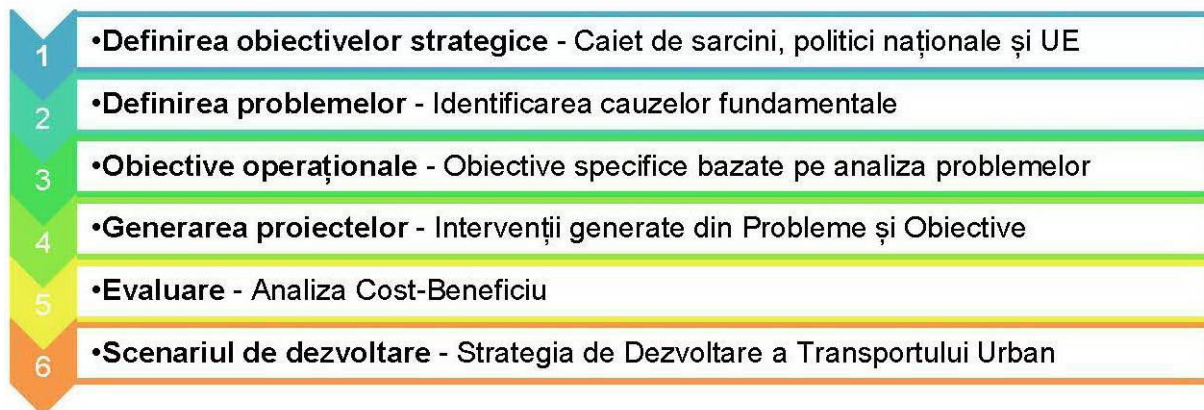 1 •Definirea obiectivelor strategice - Caiet de sarcini, politici naționale și UE
2 •Definirea problemelor - Identificarea cauzelor fundamentale
3 •Obiective operaționale - Obiective specifice bazate pe analiza problemelor
4 •Generarea proiectelor - Intervenții generate din Probleme și Obiective
5 •Evaluare - Analiza Cost-Beneficiu
6 •Scenariul de dezvoltare - Strategia de Dezvoltare a Transportului Urban